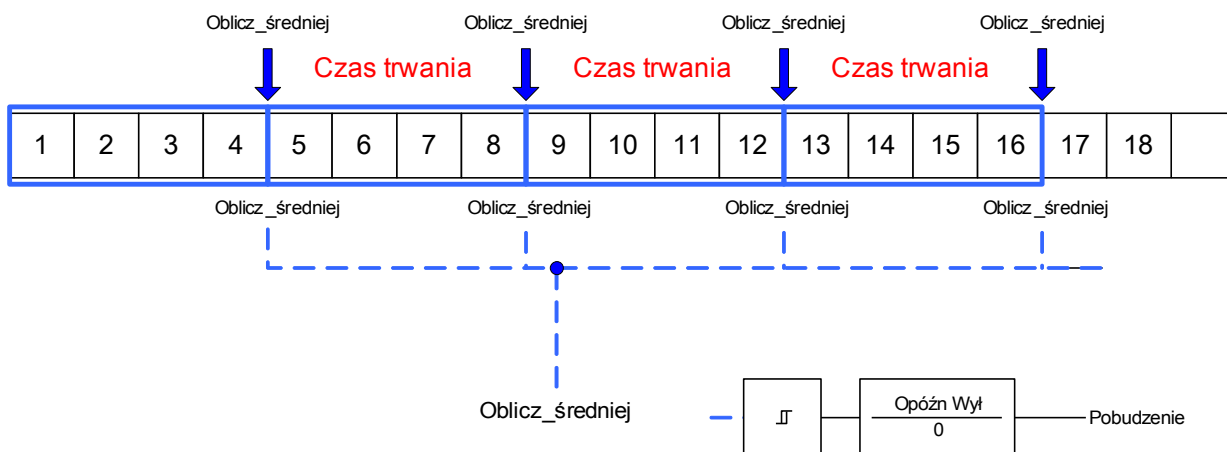 Oblicz_średniej Oblicz_średniej Oblicz_średniej Oblicz_średniej
Czas trwania Czas trwania Czas trwania
1 2 3 4 5 6 7 8 9 10 11 12 13 14 15 16 17 18
Oblicz_średniej Oblicz_średniej Oblicz_średniej Oblicz_średniej
Oblicz_średniej
Opóźn Wył
0
Pobudzenie